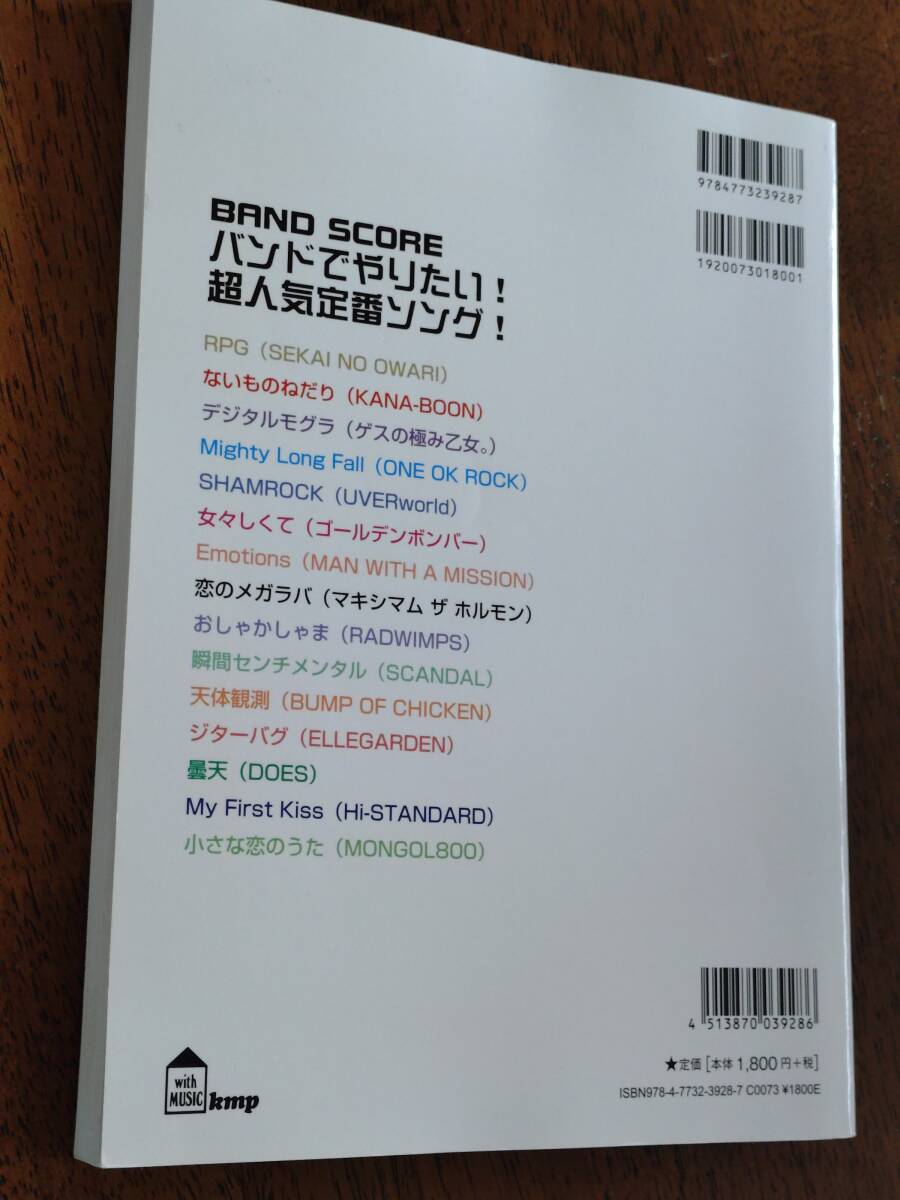 9784773239287
1920073018001
BAND SCORE
バンドでやりたい!
超人気定番ソング!
RPG（SEKAI NO OWARI）
ないものねだり（KANA-BOON）
デジタルモグラ（ゲスの極み乙女。）
Mighty Long Fall（ONE OK ROCK）
SHAMROCK（UVERworld）
女々しくて（ゴールデンボンバー）
Emotions（MAN WITH A MISSION）
恋のメガラバ（マキシマム ザ ホルモン）
おしゃかしゃま（RADWIMPS）
瞬間センチメンタル（SCANDAL）
天体観測（BUMP OF CHICKEN）
ジターバグ（ELLEGARDEN）
曇天（DOES）
My First Kiss（Hi-STANDARD）
小さな恋のうた（MONGOL800）
4 513870 039286
★定価［本体 1,800 円+税］
ISBN978-4-7732-3928-7 C0073 ¥1800E
with
MUSIC kmp